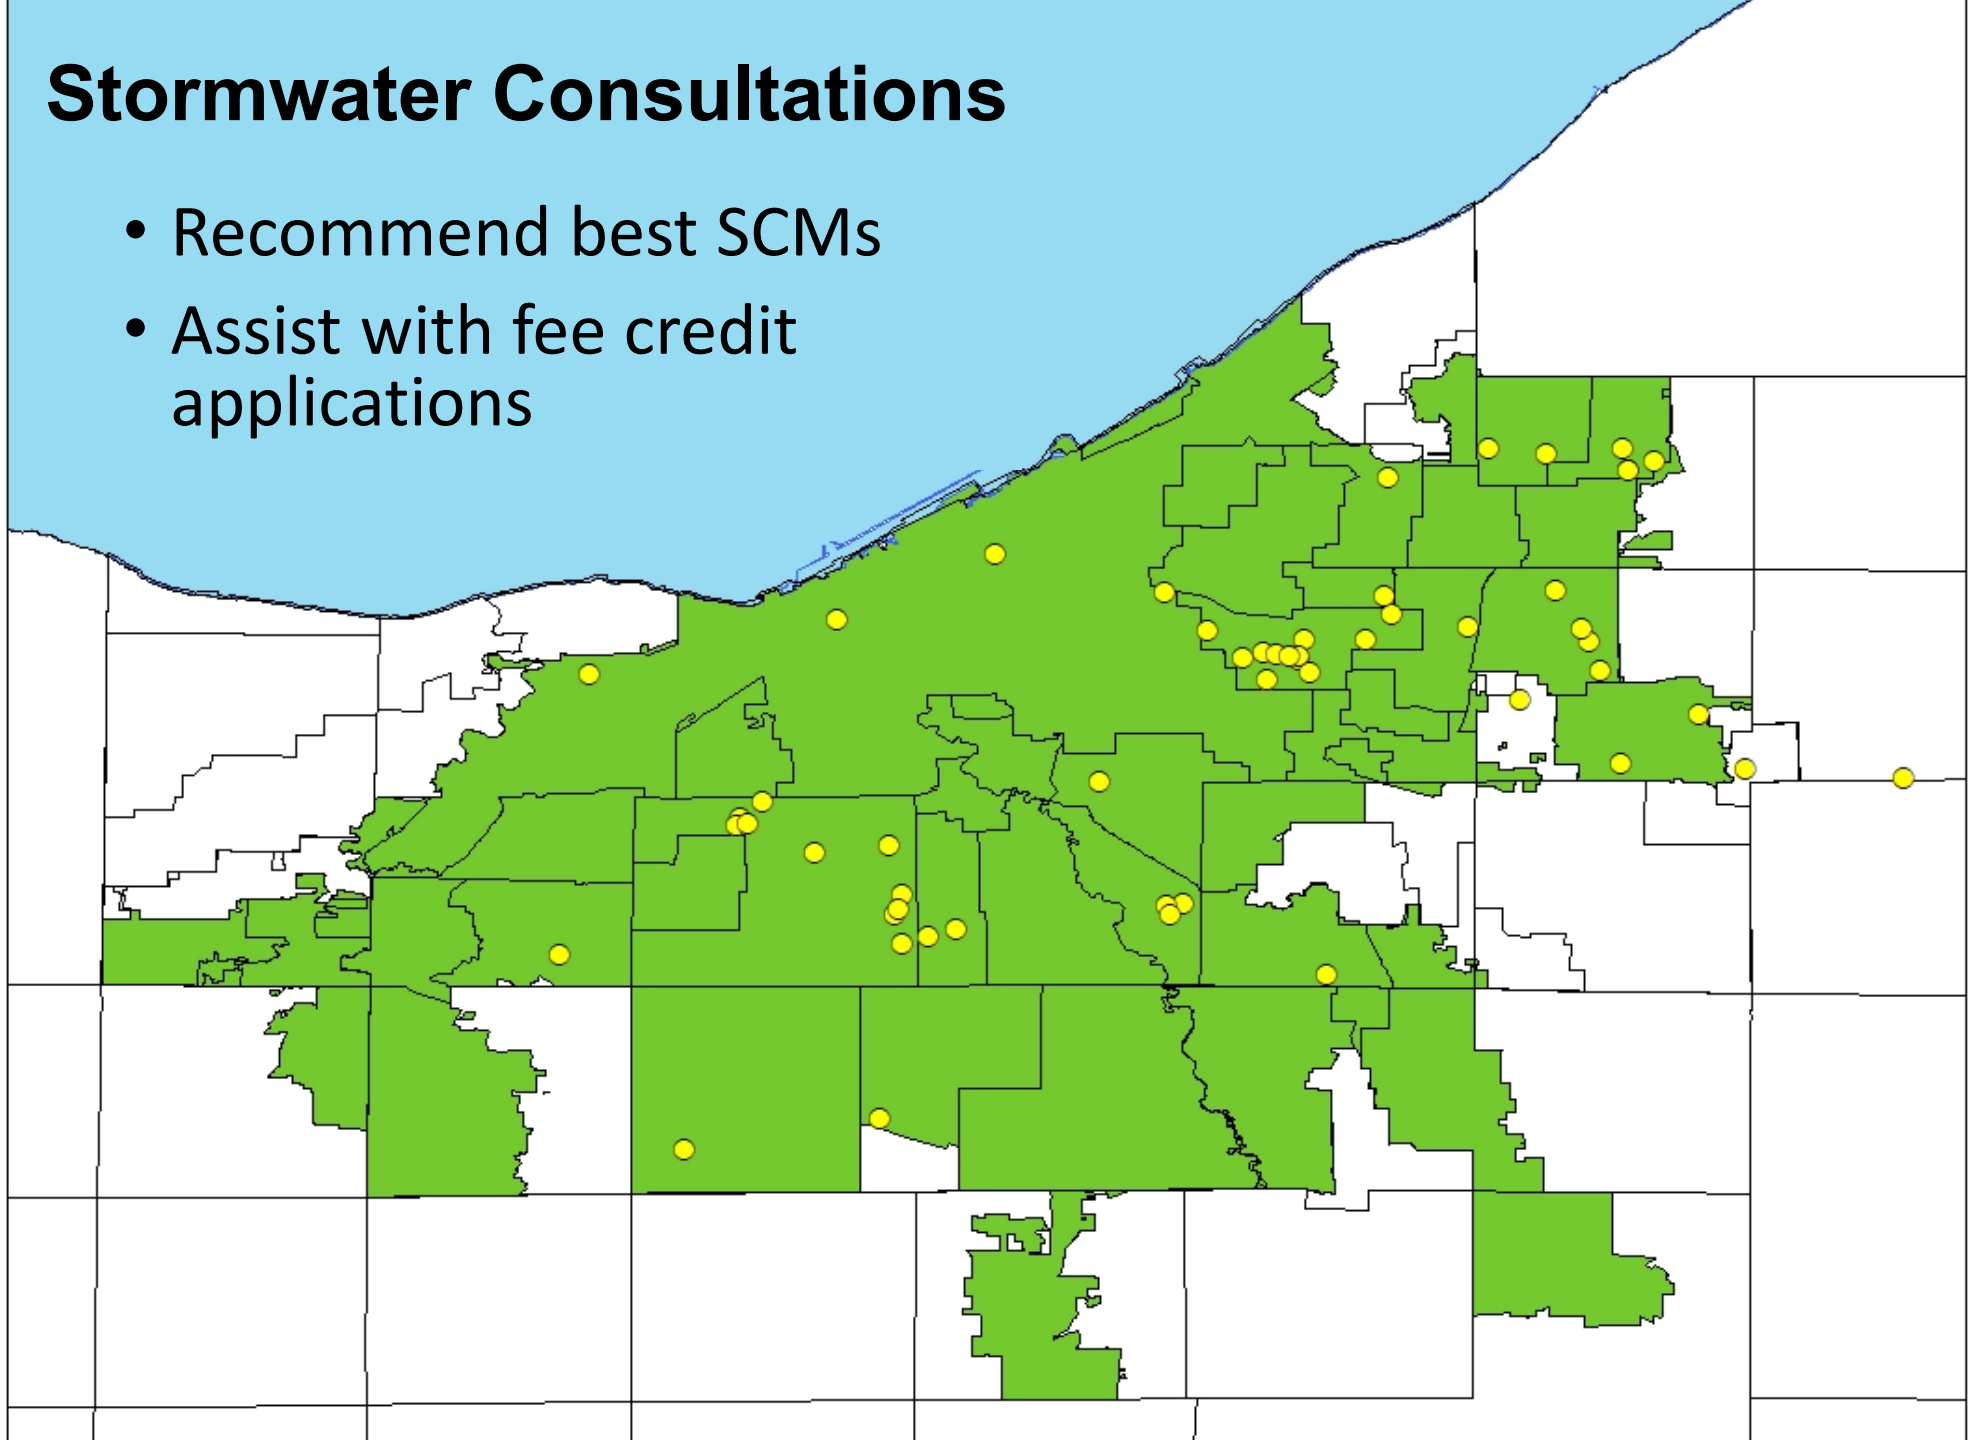 Stormwater Consultations
• Recommend best SCMs
• Assist with fee credit
applications